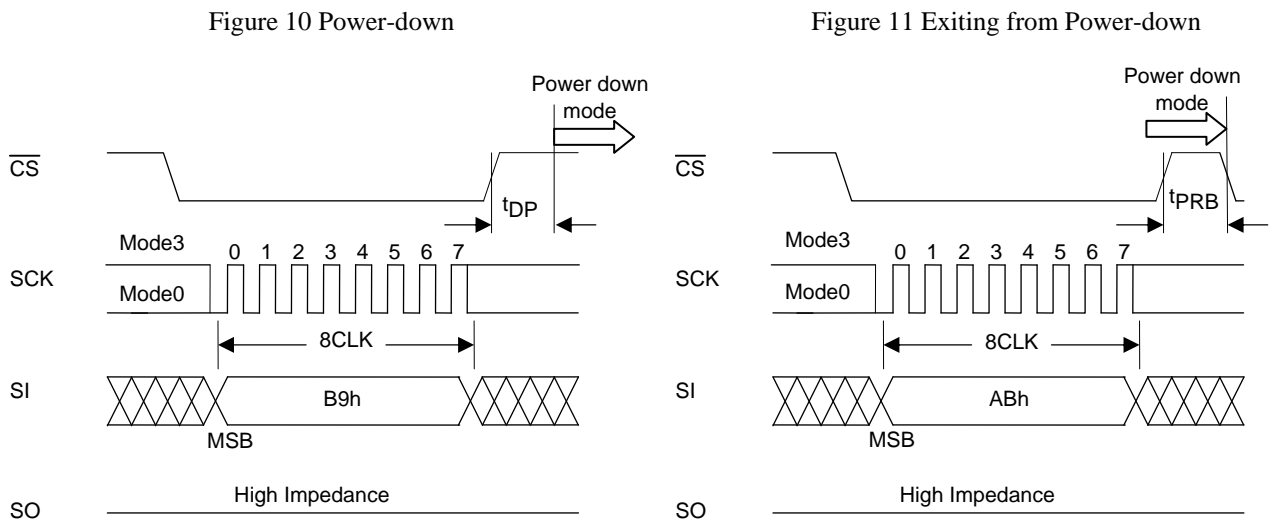 Figure 10 Power-down
Power down
mode
CS
tDP
Mode3
0 1 2 3 4 5 6 7
SCK
Mode0
8CLK
SI
B9h
MSB
High Impedance
SO
Figure 11 Exiting from Power-down
Power down
mode
CS
tPRB
Mode3
0 1 2 3 4 5 6 7
SCK
Mode0
8CLK
SI
ABh
MSB
High Impedance
SO